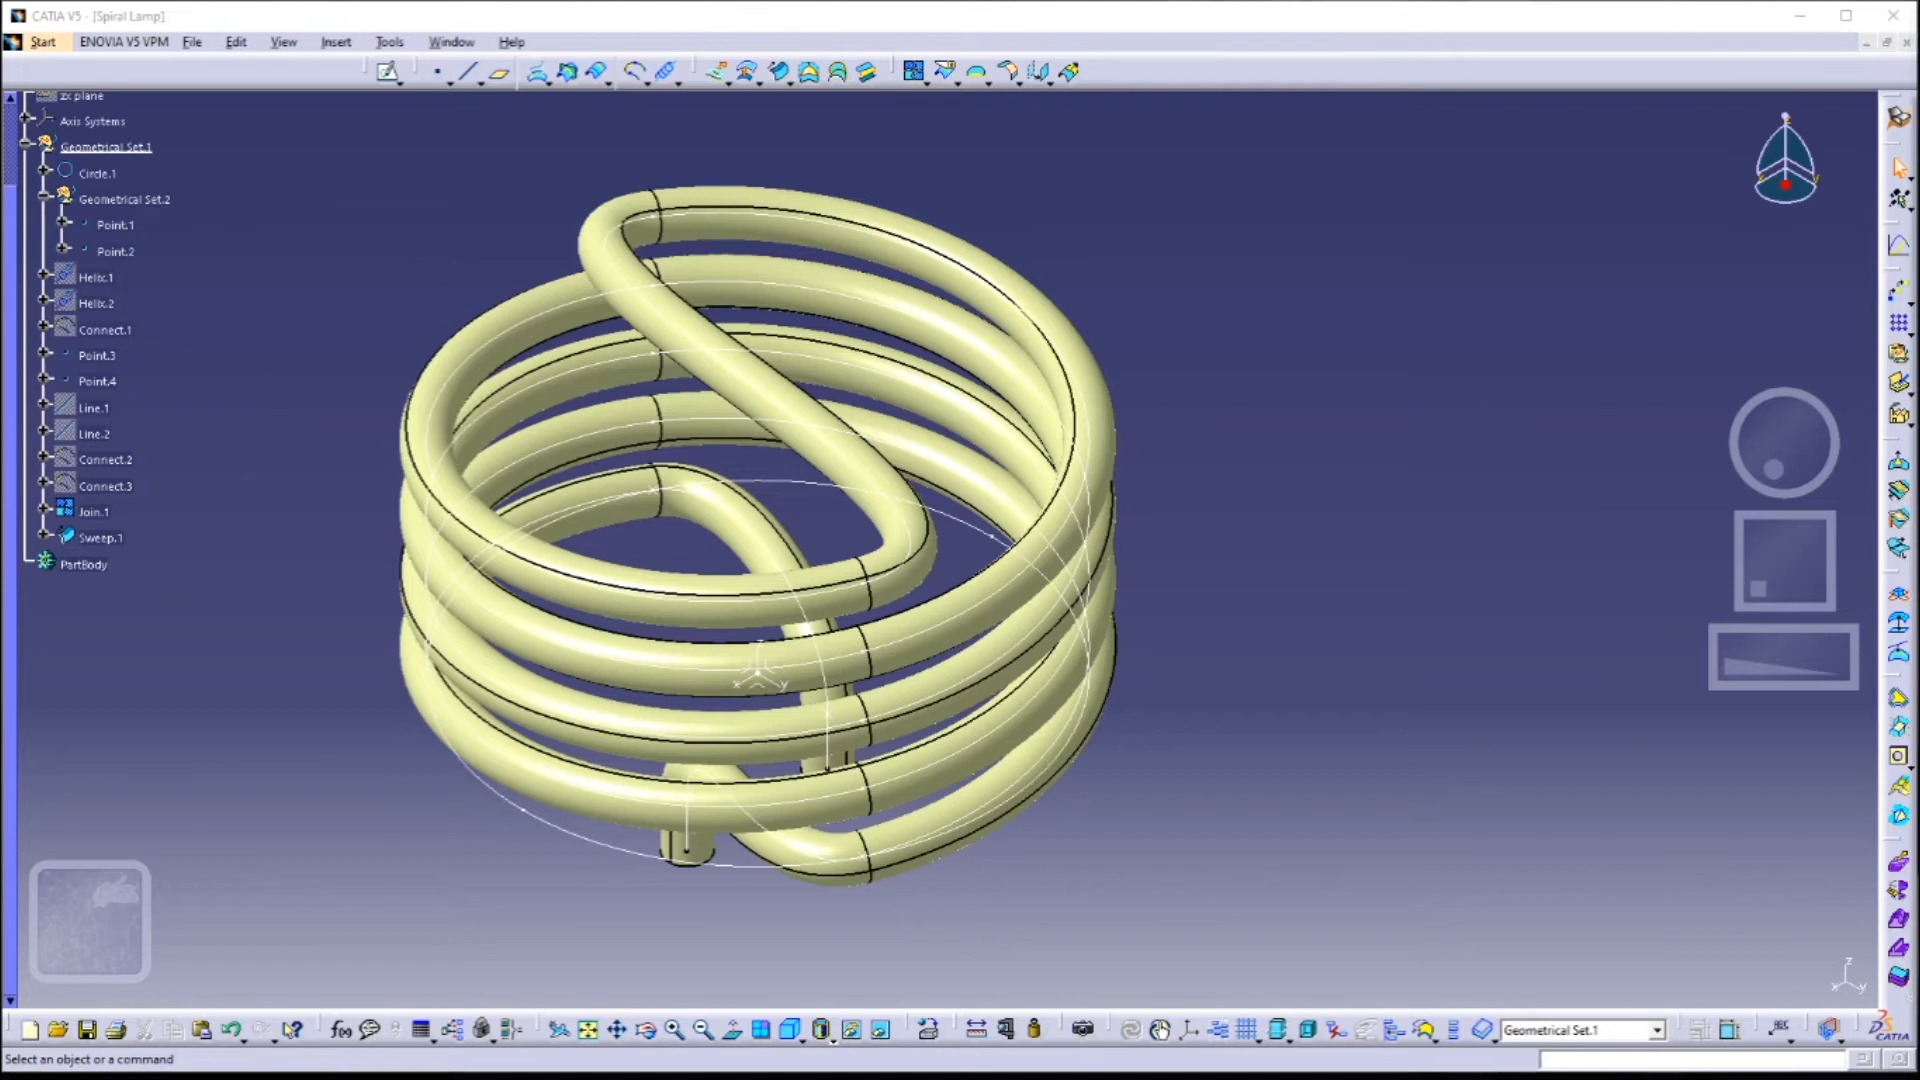 CATIA V5 - [Spiral Lamp]
Start ENOVIA V5 VPM File Edit View Insert Tools Window Help
zx plane
Axis Systems
Geometrical Set.1
Circle.1
Geometrical Set.2
Point.1
Point.2
Helix.1
Helix.2
Connect.1
Point.3
Point.4
Line.1
Line.2
Connect.2
Connect.3
Join.1
Sweep.1
PartBody
z
x y
z
x y
Geometrical Set.1
CATIA
Select an object or a command